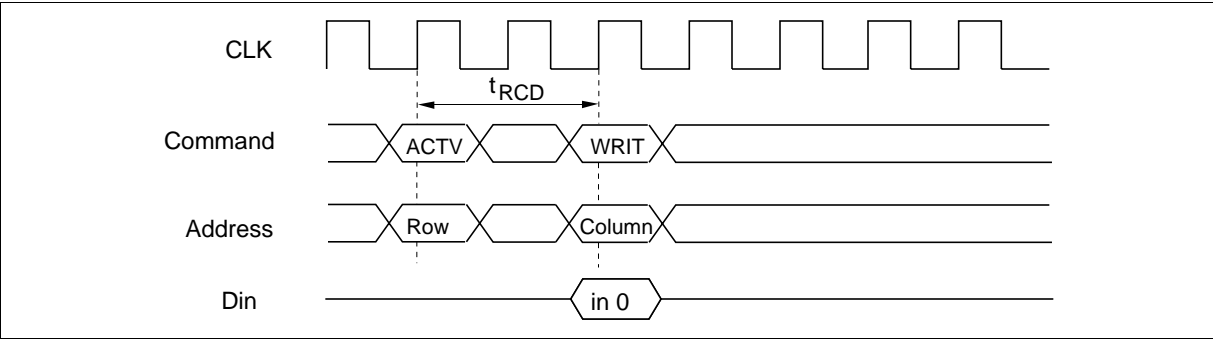 CLK
tRCD
Command ACTV WRIT
Address Row Column
Din in 0